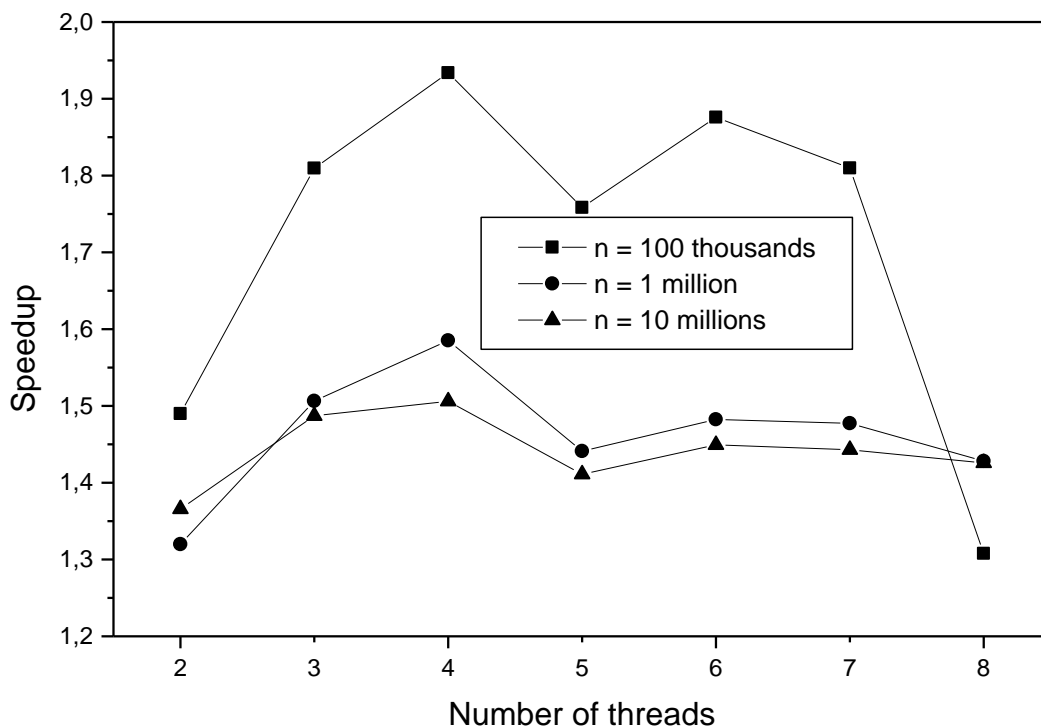 2,0
1,9
1,8
1,7
1,6
1,5
1,4
1,3
1,2
Speedup
n = 100 thousands
n = 1 million
n = 10 millions
2 3 4 5 6 7 8
Number of threads